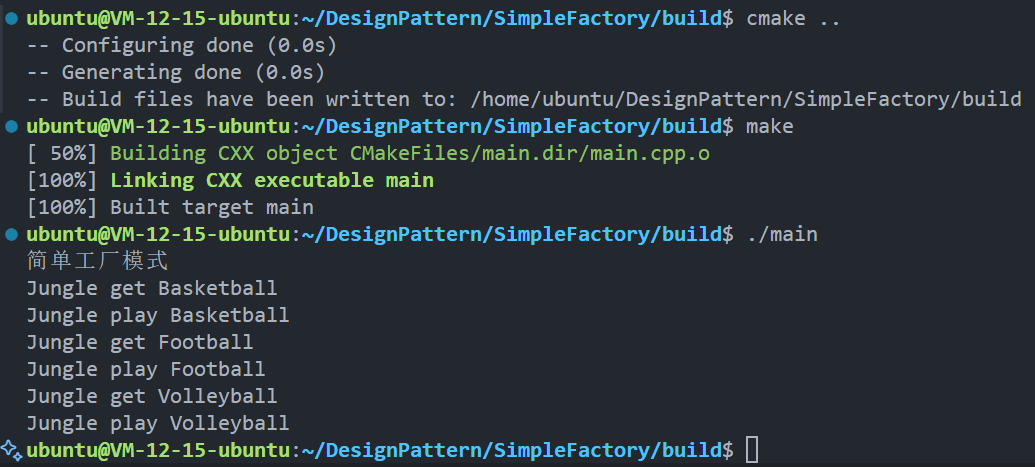 ubuntu@VM-12-15-ubuntu:~/DesignPattern/SimpleFactory/build$ cmake ..
-- Configuring done (0.0s)
-- Generating done (0.0s)
-- Build files have been written to: /home/ubuntu/DesignPattern/SimpleFactory/build
ubuntu@VM-12-15-ubuntu:~/DesignPattern/SimpleFactory/build$ make
[ 50%] Building CXX object CMakeFiles/main.dir/main.cpp.o
[100%] Linking CXX executable main
[100%] Built target main
ubuntu@VM-12-15-ubuntu:~/DesignPattern/SimpleFactory/build$ ./main
简单工厂模式
Jungle get Basketball
Jungle play Basketball
Jungle get Football
Jungle play Football
Jungle get Volleyball
Jungle play Volleyball
ubuntu@VM-12-15-ubuntu:~/DesignPattern/SimpleFactory/build$